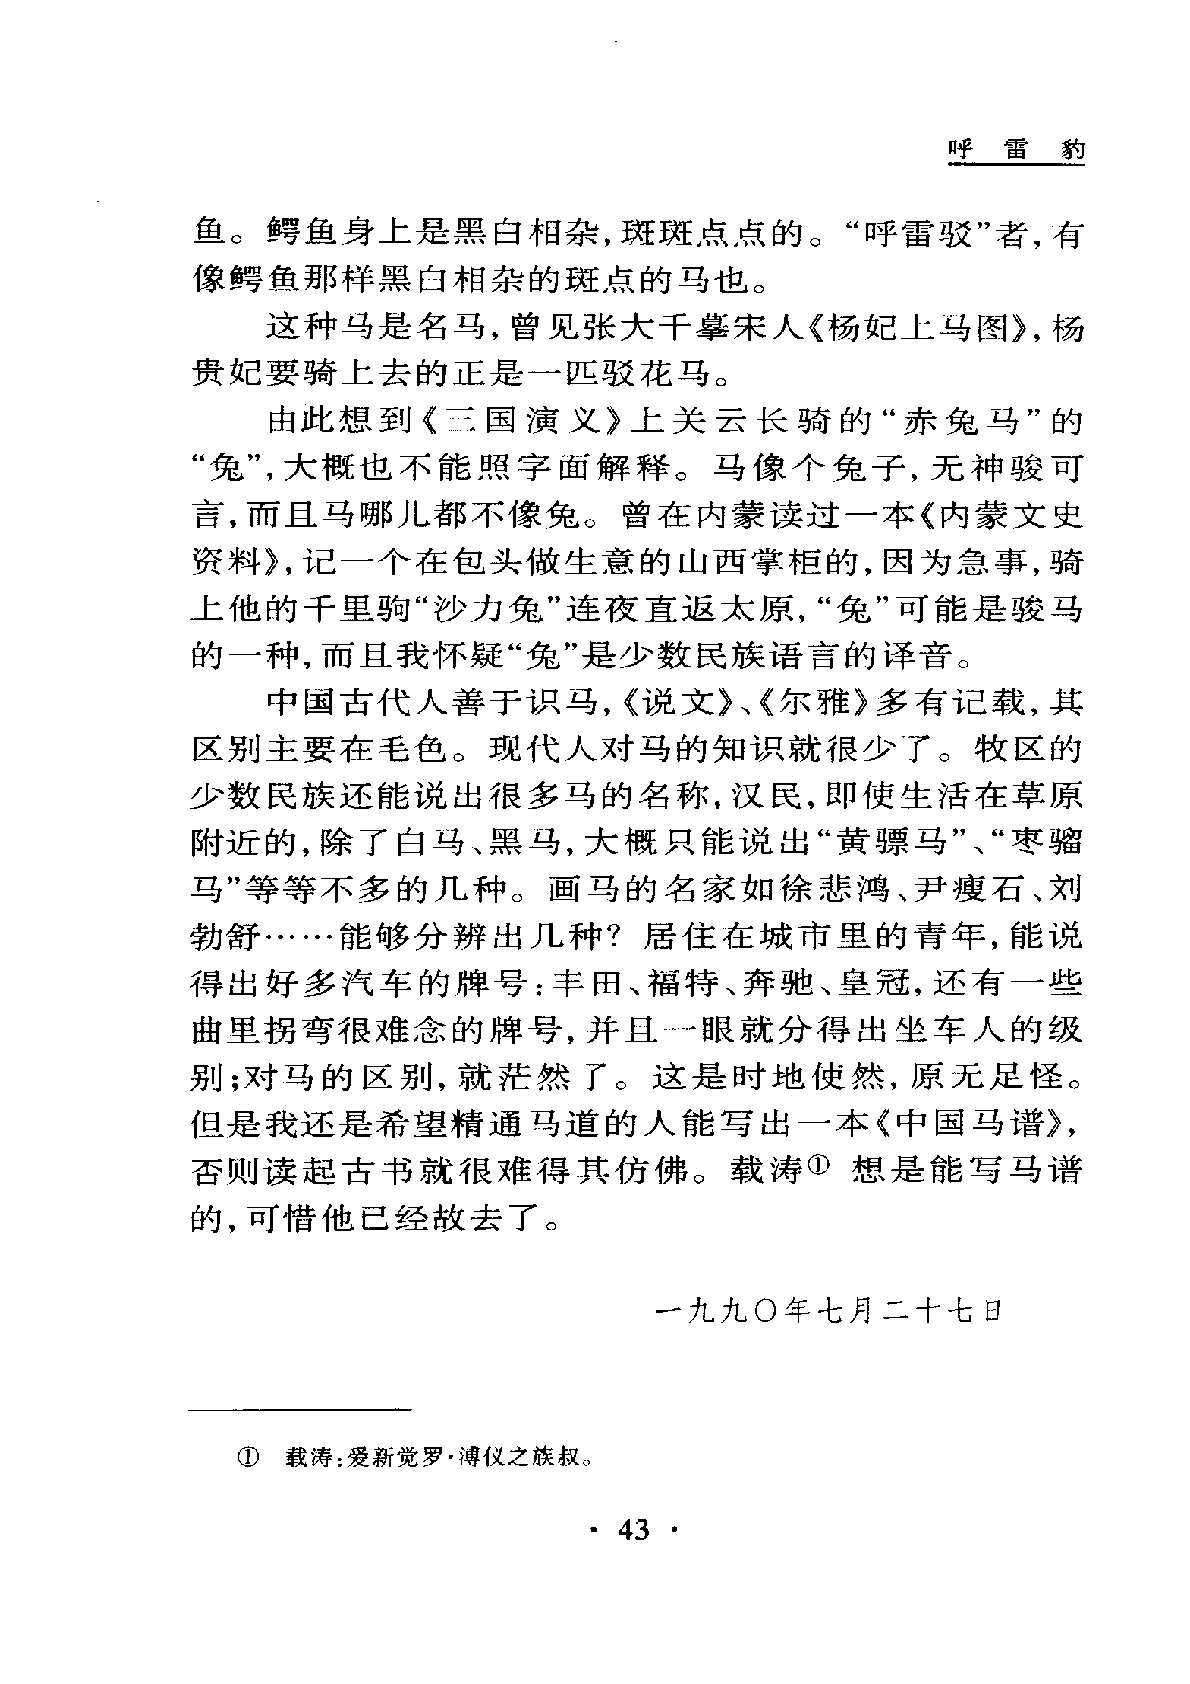 呼雷豹
鱼。鳄鱼身上是黑白相杂，斑斑点点的。“呼雷驳”者，有
像鳄鱼那样黑白相杂的斑点的马也。
这种马是名马，曾见张大千摹宋人《杨妃上马图》，杨
贵妃要骑上去的正是一匹驳花马。
由此想到《三国演义》上关云长骑的“赤兔马”的
“兔”，大概也不能照字面解释。马像个兔子，无神骏可
言，而且马哪儿都不像兔。曾在内蒙读过一本《内蒙文史
资料》，记一个在包头做生意的山西掌柜的，因为急事，骑
上他的千里驹“沙力兔”连夜直返太原，“兔”可能是骏马
的一种，而且我怀疑“兔”是少数民族语言的译音。
中国古代人善于识马，《说文》、《尔雅》多有记载，其
区别主要在毛色。现代人对马的知识就很少了。牧区的
少数民族还能说出很多马的名称，汉民，即使生活在草原
附近的，除了白马、黑马，大概只能说出“黄骠马”、“枣骝
马”等等不多的几种。画马的名家如徐悲鸿、尹瘦石、刘
勃舒……能够分辨出几种？居住在城市里的青年，能说
得出好多汽车的牌号：丰田、福特、奔驰、皇冠，还有一些
曲里拐弯很难念的牌号，并且一眼就分得出坐车人的级
别；对马的区别，就茫然了。这是时地使然，原无足怪。
但是我还是希望精通马道的人能写出一本《中国马谱》，
否则读起古书就很难得其仿佛。载涛① 想是能写马谱
的，可惜他已经故去了。
一九九〇年七月二十七日
① 载涛：爱新觉罗·溥仪之族叔。
· 43 ·